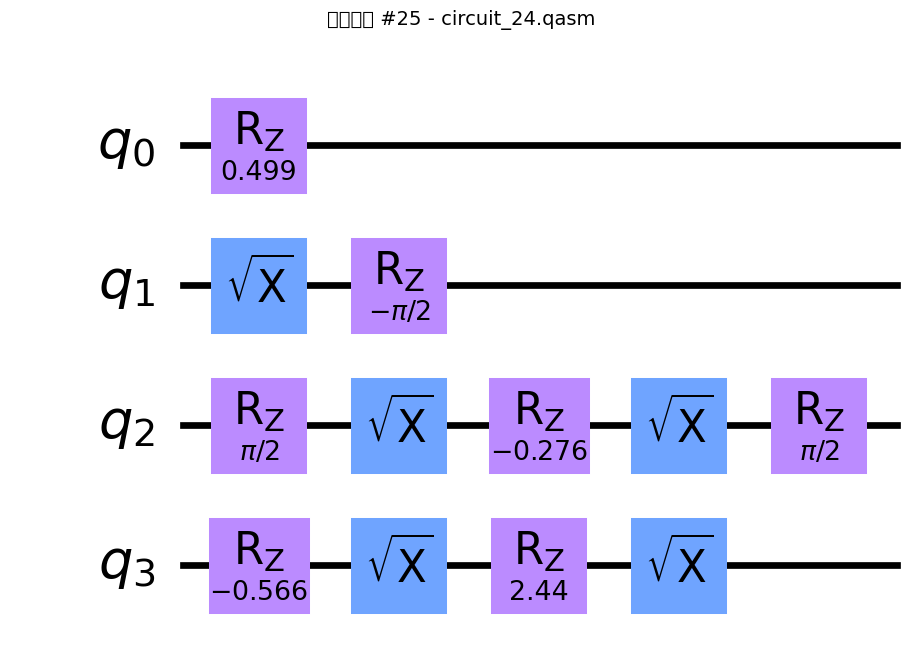 #25 - circuit_24.qasm
q0 RZ 0.499
q1 √X RZ −π/2
q2 RZ π/2 √X RZ −0.276 √X RZ π/2
q3 RZ −0.566 √X RZ 2.44 √X